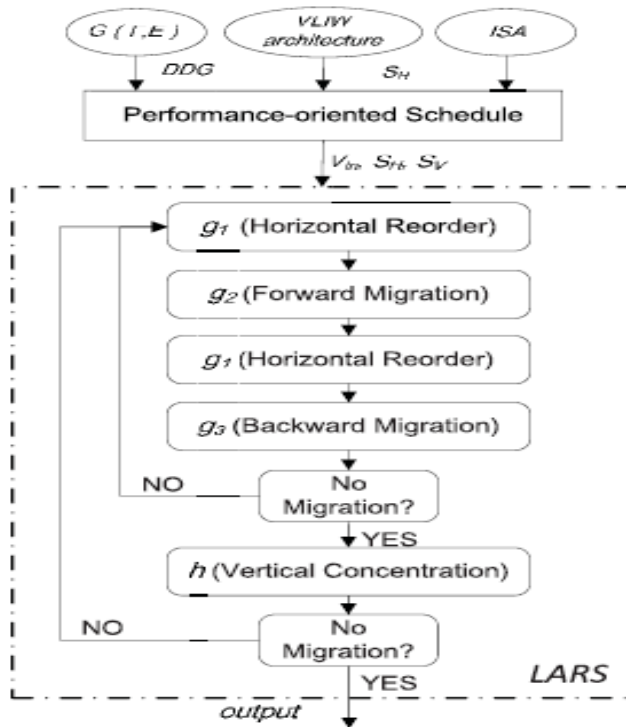 G (T,E)
VLIW
architecture
ISA
DDG
S_H
Performance-oriented Schedule
S_H, S_V
g1 (Horizontal Reorder)
g2 (Forward Migration)
g1 (Horizontal Reorder)
g3 (Backward Migration)
NO
No
Migration?
YES
h (Vertical Concentration)
NO
No
Migration?
YES
LARS
output